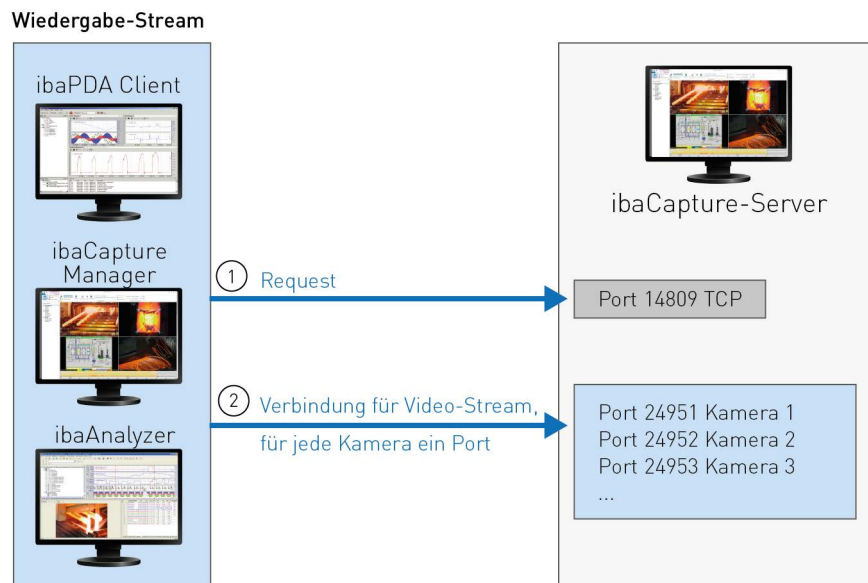 Wiedergabe-Stream
ibaPDA Client
ibaCapture
Manager
ibaAnalyzer
1 Request
2 Verbindung für Video-Stream,
für jede Kamera ein Port
ibaCapture-Server
Port 14809 TCP
Port 24951 Kamera 1
Port 24952 Kamera 2
Port 24953 Kamera 3
...